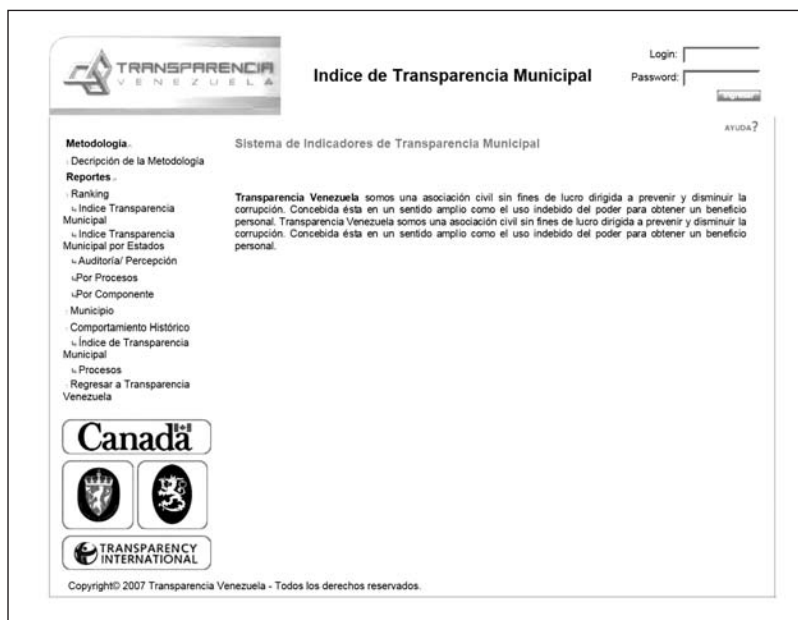 TRANSPARENCIA
VENEZUELA
Indice de Transparencia Municipal
Login:
Password:
AYUDA?
Metodología
Decripción de la Metodología
Reportes
Ranking
Indice Transparencia
Municipal
Indice Transparencia
Municipal por Estados
Auditoría/ Percepción
Por Procesos
Por Componente
Municipio
Comportamiento Histórico
Índice de Transparencia
Municipal
Procesos
Regresar a Transparencia
Venezuela
Sistema de Indicadores de Transparencia Municipal
Transparencia Venezuela somos una asociación civil sin fines de lucro dirigida a prevenir y disminuir la
corrupción. Concebida ésta en un sentido amplio como el uso indebido del poder para obtener un beneficio
personal. Transparencia Venezuela somos una asociación civil sin fines de lucro dirigida a prevenir y disminuir la
corrupción. Concebida ésta en un sentido amplio como el uso indebido del poder para obtener un beneficio
personal.
Canada
TRANSPARENCY
INTERNATIONAL
Copyright© 2007 Transparencia Venezuela - Todos los derechos reservados.